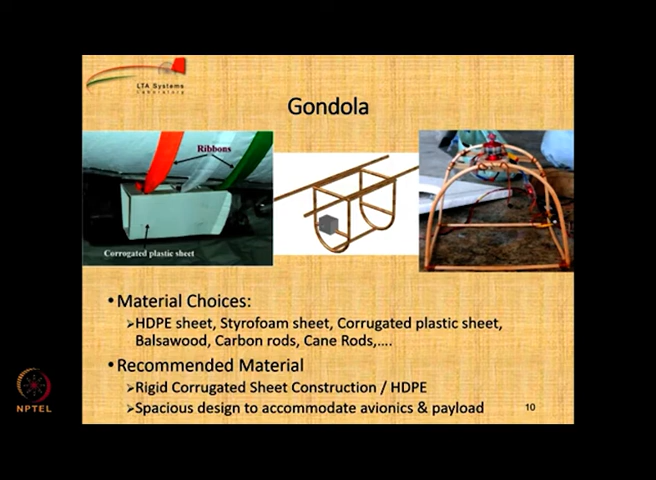 LTA Systems
Laboratory
Gondola
Ribbons
Corrogated plastic sheet
•Material Choices:
➢HDPE sheet, Styrofoam sheet, Corrugated plastic sheet,
Balsawood, Carbon rods, Cane Rods,....
•Recommended Material
➢Rigid Corrugated Sheet Construction / HDPE
➢Spacious design to accommodate avionics & payload
10
NPTEL